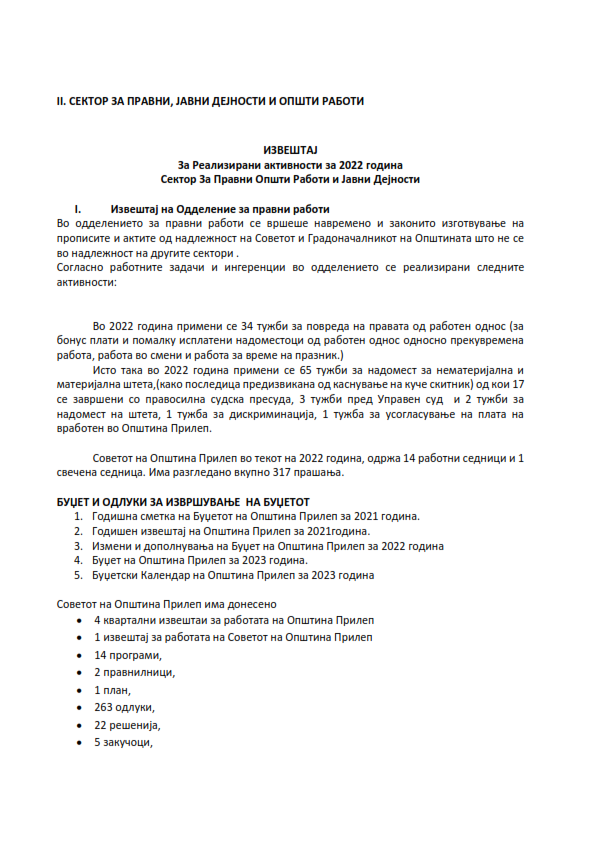 II. СЕКТОР ЗА ПРАВНИ, ЈАВНИ ДЕЈНОСТИ И ОПШТИ РАБОТИ
ИЗВЕШТАЈ
За Реализирани активности за 2022 година
Сектор За Правни Општи Работи и Јавни Дејности
I. Извештај на Одделение за правни работи
Во одделението за правни работи се вршеше навремено и законито изготвување на
прописите и актите од надлежност на Советот и Градоначалникот на Општината што не се
во надлежност на другите сектори .
Согласно работните задачи и ингеренции во одделението се реализирани следните
активности:
Во 2022 година примени се 34 тужби за повреда на правата од работен однос (за
бонус плати и помалку исплатени надоместоци од работен однос односно прекувремена
работа, работа во смени и работа за време на празник.)
Исто така во 2022 година примени се 65 тужби за надомест за нематеријална и
материјална штета,(како последица предизвикана од каснување на куче скитник) од кои 17
се завршени со правосилна судска пресуда, 3 тужби пред Управен суд и 2 тужби за
надомест на штета, 1 тужба за дискриминација, 1 тужба за усогласување на плата на
вработен во Општина Прилеп.
Советот на Општина Прилеп во текот на 2022 година, одржа 14 работни седници и 1
свечена седница. Има разгледано вкупно 317 прашања.
БУЏЕТ И ОДЛУКИ ЗА ИЗВРШУВАЊЕ НА БУЏЕТОТ
1. Годишна сметка на Буџетот на Општина Прилеп за 2021 година.
2. Годишен извештај на Општина Прилеп за 2021година.
3. Измени и дополнувања на Буџет на Општина Прилеп за 2022 година
4. Буџет на Општина Прилеп за 2023 година.
5. Буџетски Календар на Општина Прилеп за 2023 година
Советот на Општина Прилеп има донесено
• 4 квартални извештаи за работата на Општина Прилеп
• 1 извештај за работата на Советот на Општина Прилеп
• 14 програми,
• 2 правилници,
• 1 план,
• 263 одлуки,
• 22 решенија,
• 5 закучоци,